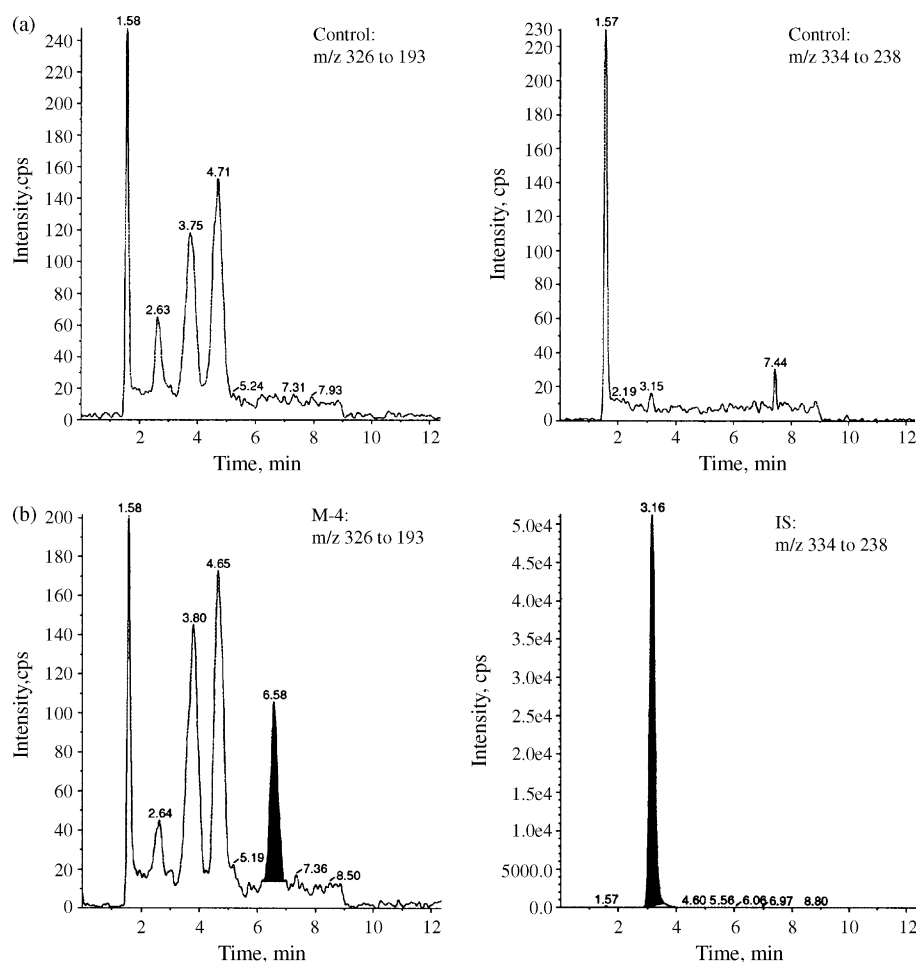 (a)
Control:
m/z 326 to 193
1.58
2.63
3.75
4.71
5.24
7.31
7.93
240
220
200
180
160
140
120
100
80
60
40
20
0
Intensity,cps
2 4 6 8 10 12
Time, min
Control:
m/z 334 to 238
1.57
2.19
3.15
7.44
230
220
200
180
160
140
120
100
80
60
40
20
0
Intensity, cps
2 4 6 8 10 12
Time, min
(b)
M-4:
m/z 326 to 193
1.58
2.64
3.80
4.65
5.19
6.58
7.36
8.50
200
180
160
140
120
100
80
60
40
20
0
Intensity,cps
2 4 6 8 10 12
Time, min
IS:
m/z 334 to 238
3.16
1.57
4.60 5.56 6.06 6.97 8.80
5.0e4
4.5e4
4.0e4
3.5e4
3.0e4
2.5e4
2.0e4
1.5e4
1.0e4
5000.0
0.0
Intensity, cps
2 4 6 8 10 12
Time, min